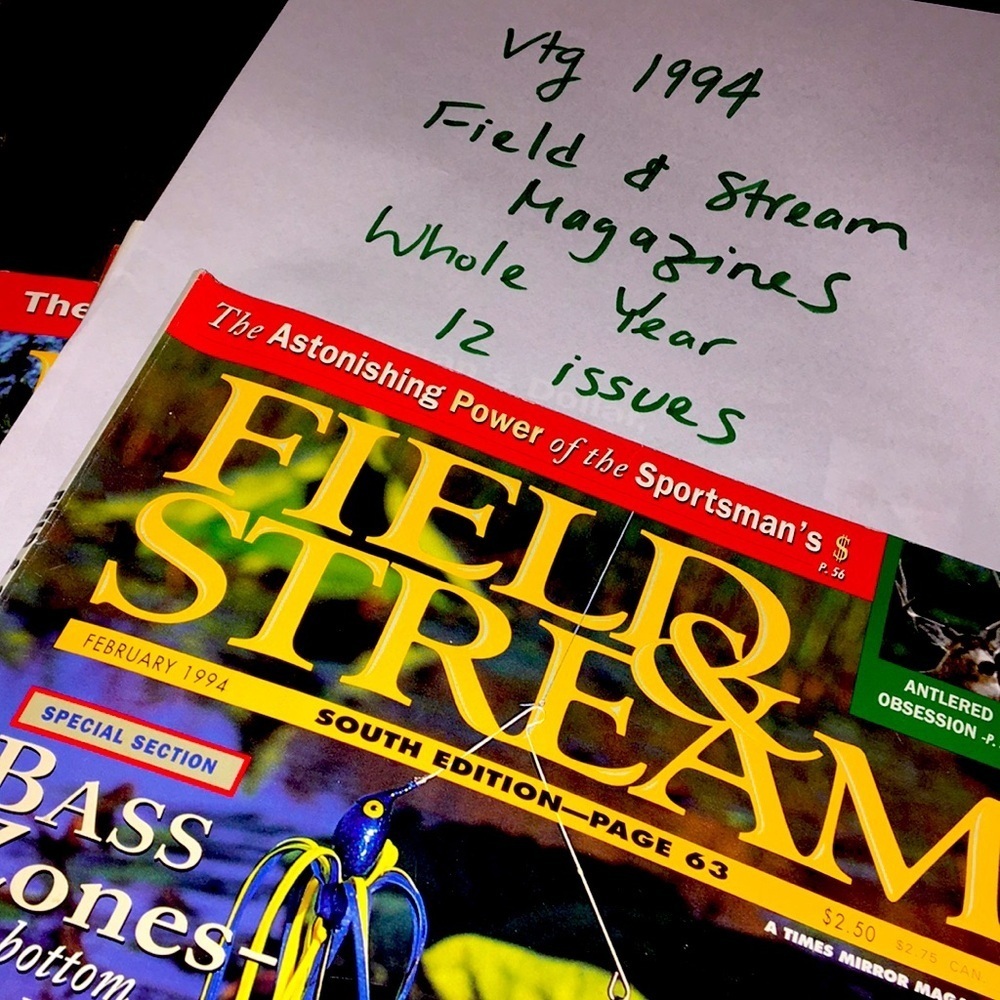 Vtg 1994
Field & Stream
Magazines
Whole Year
12 issues
The
The Astonishing Power of the Sportsman's $
P. 56
FIELD &
STREAM
ANTLERED
OBSESSION -P.
FEBRUARY 1994
SOUTH EDITION—PAGE 63
$2.50 $2.75 CAN
A TIMES MIRROR MAG
SPECIAL SECTION
BASS
Zones-
bottom